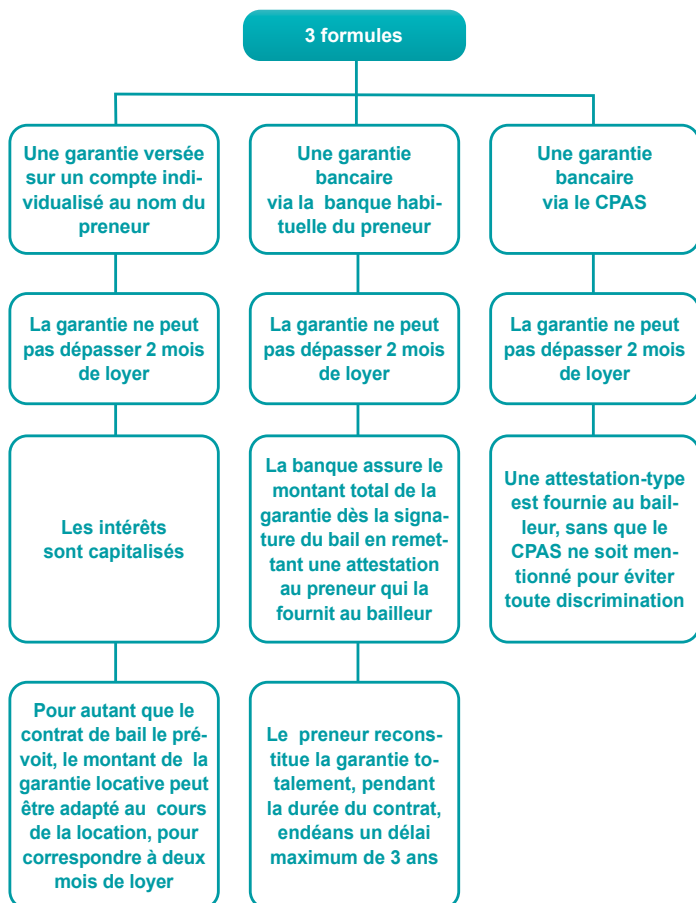 3 formules
Une garantie versée
sur un compte indi-
vidualisé au nom du
preneur
Une garantie
bancaire
via la banque habi-
tuelle du preneur
Une garantie
bancaire
via le CPAS
La garantie ne peut
pas dépasser 2 mois
de loyer
La garantie ne peut
pas dépasser 2 mois
de loyer
La garantie ne peut
pas dépasser 2 mois
de loyer
Les intérêts
sont capitalisés
La banque assure le
montant total de la
garantie dès la signa-
ture du bail en remet-
tant une attestation
au preneur qui la
fournit au bailleur
Une attestation-type
est fournie au bail-
leur, sans que le
CPAS ne soit men-
tionné pour éviter
toute discrimination
Pour autant que le
contrat de bail le pré-
voit, le montant de la
garantie locative peut
être adapté au cours
de la location, pour
correspondre à deux
mois de loyer
Le preneur recons-
titue la garantie to-
talement, pendant
la durée du contrat,
endéans un délai
maximum de 3 ans